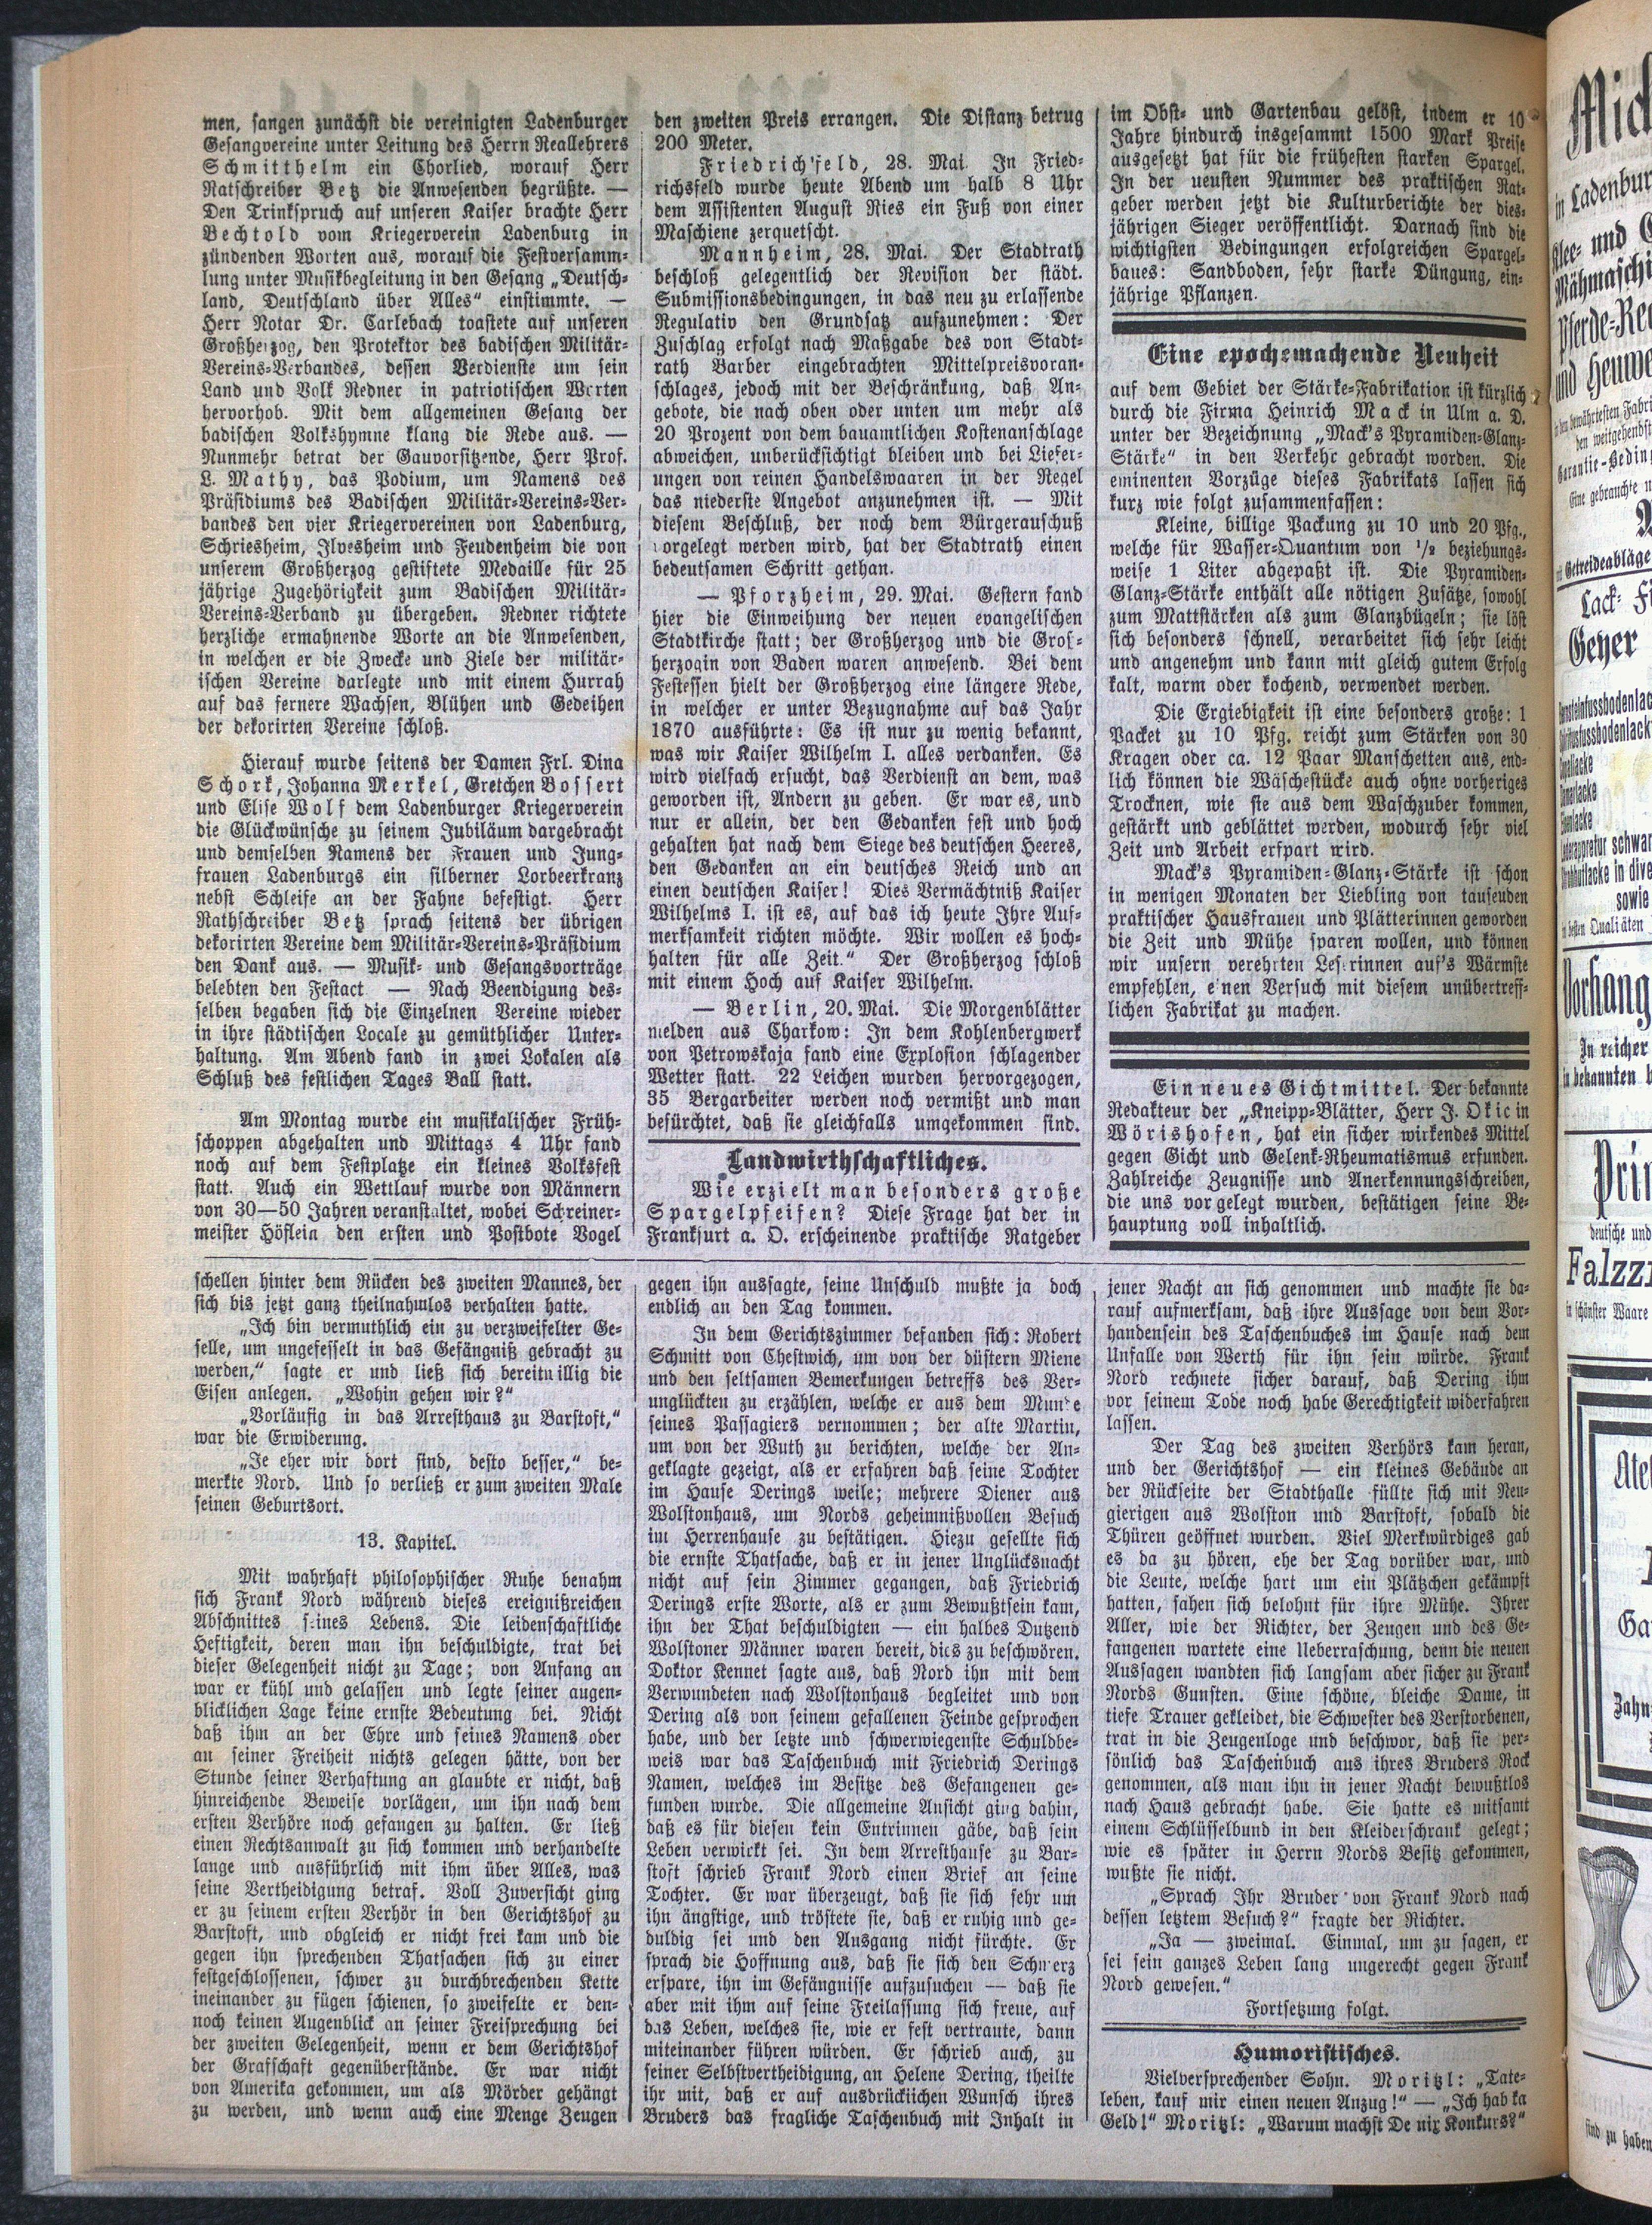 men, sangen zunächst die vereinigten Ladenburger
Gesangvereine unter Leitung des Herrn Reallehrers
Schmitthelm ein Chorlied, worauf Herr
Ratschreiber Betz die Anwesenden begrüßte. —
Den Trinkspruch auf unseren Kaiser brachte Herr
Bechtold vom Kriegerverein Ladenburg in
zündenden Worten aus, worauf die Festversamm-
lung unter Musikbegleitung in den Gesang „Deutsch-
land, Deutschland über Alles“ einstimmte. —
Herr Notar Dr. Carlebach toastete auf unseren
Großherzog, den Protektor des badischen Militär-
Vereins-Verbandes, dessen Verdienste um sein
Land und Volk Redner in patriotischen Worten
hervorhob. Mit dem allgemeinen Gesang der
badischen Volkshymne klang die Rede aus. —
Nunmehr betrat der Gauvorsitzende, Herr Prof.
L. Mathy, das Podium, um Namens des
Präsidiums des Badischen Militär-Vereins-Ver-
bandes den vier Kriegervereinen von Ladenburg,
Schriesheim, Ilvesheim und Feudenheim die von
unserem Großherzog gestiftete Medaille für 25
jährige Zugehörigkeit zum Badischen Militär-
Vereins-Verband zu übergeben. Redner richtete
herzliche ermahnende Worte an die Anwesenden,
in welchen er die Zwecke und Ziele der militär-
ischen Vereine darlegte und mit einem Hurrah
auf das fernere Wachsen, Blühen und Gedeihen
der dekorirten Vereine schloß.
Hierauf wurde seitens der Damen Frl. Dina
Schork, Johanna Merkel, Gretchen Bossert
und Elise Wolf dem Ladenburger Kriegerverein
die Glückwünsche zu seinem Jubiläum dargebracht
und demselben Namens der Frauen und Jung-
frauen Ladenburgs ein silberner Lorbeerkranz
nebst Schleife an der Fahne befestigt. Herr
Rathschreiber Betz sprach seitens der übrigen
dekorirten Vereine dem Militär-Vereins-Präsidium
den Dank aus. — Musik- und Gesangsvorträge
belebten den Festact — Nach Beendigung des-
selben begaben sich die Einzelnen Vereine wieder
in ihre städtischen Locale zu gemüthlicher Unter-
haltung. Am Abend fand in zwei Lokalen als
Schluß des festlichen Tages Ball statt.
Am Montag wurde ein musikalischer Früh-
schoppen abgehalten und Mittags 4 Uhr fand
noch auf dem Festplatze ein kleines Volksfest
statt. Auch ein Wettlauf wurde von Männern
von 30—50 Jahren veranstaltet, wobei Schreiner-
meister Höflein den ersten und Postbote Vogel
den zweiten Preis errangen. Die Distanz betrug
200 Meter.
Friedrichsfeld, 28. Mai In Fried-
richsfeld wurde heute Abend um halb 8 Uhr
dem Assistenten August Ries ein Fuß von einer
Maschiene zerquetscht.
Mannheim, 28. Mai. Der Stadtrath
beschloß gelegentlich der Revision der städt.
Submissionsbedingungen, in das neu zu erlassende
Regulativ den Grundsatz aufzunehmen: Der
Zuschlag erfolgt nach Maßgabe des von Stadt-
rath Barber eingebrachten Mittelpreisvoran-
schlages, jedoch mit der Beschränkung, daß An-
gebote, die nach oben oder unten um mehr als
20 Prozent von dem bauamtlichen Kostenanschlage
abweichen, unberücksichtigt bleiben und bei Liefer-
ungen von reinen Handelswaaren in der Regel
das niederste Angebot anzunehmen ist. — Mit
diesem Beschluß, der noch dem Bürgerauschuß
vorgelegt werden wird, hat der Stadtrath einen
bedeutsamen Schritt gethan.
— Pforzheim, 29. Mai. Gestern fand
hier die Einweihung der neuen evangelischen
Stadtkirche statt; der Großherzog und die Groß-
herzogin von Baden waren anwesend. Bei dem
Festessen hielt der Großherzog eine längere Rede,
in welcher er unter Bezugnahme auf das Jahr
1870 ausführte: Es ist nur zu wenig bekannt,
was wir Kaiser Wilhelm I. alles verdanken. Es
wird vielfach ersucht, das Verdienst an dem, was
geworden ist, Andern zu geben. Er war es, und
nur er allein, der den Gedanken fest und hoch
gehalten hat nach dem Siege des deutschen Heeres,
den Gedanken an ein deutsches Reich und an
einen deutschen Kaiser! Dies Vermächtniß Kaiser
Wilhelms I. ist es, auf das ich heute Ihre Auf-
merksamkeit richten möchte. Wir wollen es hoch-
halten für alle Zeit.“ Der Großherzog schloß
mit einem Hoch auf Kaiser Wilhelm.
— Berlin, 20. Mai. Die Morgenblätter
melden aus Charkow: In dem Kohlenbergwerk
von Petrowskaja fand eine Explosion schlagender
Wetter statt. 22 Leichen wurden hervorgezogen,
35 Bergarbeiter werden noch vermißt und man
befürchtet, daß sie gleichfalls umgekommen sind.
Landwirthschaftliches.
Wie erzielt man besonders große
Spargelpfeifen? Diese Frage hat der in
Frankfurt a. O. erscheinende praktische Ratgeber
im Obst- und Gartenbau gelöst, indem er 10
Jahre hindurch insgesammt 1500 Mark Preise
ausgesetzt hat für die frühesten starken Spargel.
In der neusten Nummer des praktischen Rat-
geber werden jetzt die Kulturberichte der dies-
jährigen Sieger veröffentlicht. Darnach sind die
wichtigsten Bedingungen erfolgreichen Spargel-
baues: Sandboden, sehr starke Düngung, ein-
jährige Pflanzen.
Eine epochemachende Neuheit
auf dem Gebiet der Stärke-Fabrikation ist kürzlich
durch die Firma Heinrich Mack in Ulm a. D.
unter der Bezeichnung „Mack's Pyramiden-Glanz-
Stärke“ in den Verkehr gebracht worden. Die
eminenten Vorzüge dieses Fabrikats lassen sich
kurz wie folgt zusammenfassen:
Kleine, billige Packung zu 10 und 20 Pfg.,
welche für Wasser-Quantum von 1/2 beziehungs-
weise 1 Liter abgepaßt ist. Die Pyramiden-
Glanz-Stärke enthält alle nötigen Zusätze, sowohl
zum Mattstärken als zum Glanzbügeln; sie löst
sich besonders schnell, verarbeitet sich sehr leicht
und angenehm und kann mit gleich gutem Erfolg
kalt, warm oder kochend, verwendet werden.
Die Ergiebigkeit ist eine besonders große: 1
Packet zu 10 Pfg. reicht zum Stärken von 30
Kragen oder ca. 12 Paar Manschetten aus, end-
lich können die Wäschestücke auch ohne vorheriges
Trocknen, wie sie aus dem Waschzuber kommen,
gestärkt und geblättet werden, wodurch sehr viel
Zeit und Arbeit erspart wird.
Mack's Pyramiden-Glanz-Stärke ist schon
in wenigen Monaten der Liebling von tausenden
praktischer Hausfrauen und Plätterinnen geworden
die Zeit und Mühe sparen wollen, und können
wir unsern verehrten Leserinnen auf's Wärmste
empfehlen, einen Versuch mit diesem unübertreff-
lichen Fabrikat zu machen.
Ein neues Gichtmittel. Der bekannte
Redakteur der „Kneipp-Blätter, Herr J. Okic in
Wörishofen, hat ein sicher wirkendes Mittel
gegen Gicht und Gelenk-Rheumatismus erfunden.
Zahlreiche Zeugnisse und Anerkennungsschreiben,
die uns vorgelegt wurden, bestätigen seine Be-
hauptung voll inhaltlich.
schellen hinter dem Rücken des zweiten Mannes, der
sich bis jetzt ganz theilnahmlos verhalten hatte.
„Ich bin vermuthlich ein zu verzweifelter Ge-
selle, um ungefesselt in das Gefängniß gebracht zu
werden,“ sagte er und ließ sich bereitwillig die
Eisen anlegen. „Wohin gehen wir?“
„Vorläufig in das Arresthaus zu Barstoft,“
war die Erwiderung.
„Je eher wir dort sind, desto besser,“ be-
merkte Nord. Und so verließ er zum zweiten Male
seinen Geburtsort.
13. Kapitel.
Mit wahrhaft philosophischer Ruhe benahm
sich Frank Nord während dieses ereignißreichen
Abschnittes seines Lebens. Die leidenschaftliche
Heftigkeit, deren man ihn beschuldigte, trat bei
dieser Gelegenheit nicht zu Tage; von Anfang an
war er kühl und gelassen und legte seiner augen-
blicklichen Lage keine ernste Bedeutung bei. Nicht
daß ihm an der Ehre und seines Namens oder
an seiner Freiheit nichts gelegen hätte, von der
Stunde seiner Verhaftung an glaubte er nicht, daß
hinreichende Beweise vorlägen, um ihn nach dem
ersten Verhöre noch gefangen zu halten. Er ließ
einen Rechtsanwalt zu sich kommen und verhandelte
lange und ausführlich mit ihm über Alles, was
seine Vertheidigung betraf. Voll Zuversicht ging
er zu seinem ersten Verhör in den Gerichtshof zu
Barstoft, und obgleich er nicht frei kam und die
gegen ihn sprechenden Thatsachen sich zu einer
festgeschlossenen, schwer zu durchbrechenden Kette
ineinander zu fügen schienen, so zweifelte er den-
noch keinen Augenblick an seiner Freisprechung bei
der zweiten Gelegenheit, wenn er dem Gerichtshof
der Grafschaft gegenüberstände. Er war nicht
von Amerika gekommen, um als Mörder gehängt
zu werden, und wenn auch eine Menge Zeugen
gegen ihn aussagte, seine Unschuld mußte ja doch
endlich an den Tag kommen.
In dem Gerichtszimmer befanden sich: Robert
Schmitt von Chestwich, um von der düstern Miene
und den seltsamen Bemerkungen betreffs des Ver-
unglückten zu erzählen, welche er aus dem Munde
seines Passagiers vernommen; der alte Martin,
um von der Wuth zu berichten, welche der An-
geklagte gezeigt, als er erfahren daß seine Tochter
im Hause Derings weile; mehrere Diener aus
Wolstonhaus, um Nords geheimnißvollen Besuch
im Herrenhause zu bestätigen. Hiezu gesellte sich
die ernste Thatsache, daß er in jener Unglücksnacht
nicht auf sein Zimmer gegangen, daß Friedrich
Derings erste Worte, als er zum Bewußtsein kam,
ihn der That beschuldigten — ein halbes Dutzend
Wolstoner Männer waren bereit, dies zu beschwören.
Doktor Kennet sagte aus, daß Nord ihn mit dem
Verwundeten nach Wolstonhaus begleitet und von
Dering als von seinem gefallenen Feinde gesprochen
habe, und der letzte und schwerwiegenste Schuldbe-
weis war das Taschenbuch mit Friedrich Derings
Namen, welches im Besitze des Gefangenen ge-
funden wurde. Die allgemeine Ansicht ging dahin,
daß es für diesen kein Entrinnen gäbe, daß sein
Leben verwirkt sei. In dem Arresthause zu Bar-
stoft schrieb Frank Nord einen Brief an seine
Tochter. Er war überzeugt, daß sie sich sehr um
ihn ängstige, und tröstete sie, daß er ruhig und ge-
duldig sei und den Ausgang nicht fürchte. Er
sprach die Hoffnung aus, daß sie sich den Schmerz
erspare, ihn im Gefängnisse aufzusuchen — daß sie
aber mit ihm auf seine Freilassung sich freue, auf
das Leben, welches sie, wie er fest vertraute, dann
miteinander führen würden. Er schrieb auch, zu
seiner Selbstvertheidigung, an Helene Dering, theilte
ihr mit, daß er auf ausdrücklichen Wunsch ihres
Bruders das fragliche Taschenbuch mit Inhalt in
jener Nacht an sich genommen und machte sie da-
rauf aufmerksam, daß ihre Aussage von dem Vor-
handensein des Taschenbuches im Hause nach dem
Unfalle von Werth für ihn sein würde. Frank
Nord rechnete sicher darauf, daß Dering ihm
vor seinem Tode noch habe Gerechtigkeit widerfahren
lassen.
Der Tag des zweiten Verhörs kam heran,
und der Gerichtshof — ein kleines Gebäude an
der Rückseite der Stadthalle füllte sich mit Neu-
gierigen aus Wolston und Barstoft, sobald die
Thüren geöffnet wurden. Viel Merkwürdiges gab
es da zu hören, ehe der Tag vorüber war, und
die Leute, welche hart um ein Plätzchen gekämpft
hatten, sahen sich belohnt für ihre Mühe. Ihrer
Aller, wie der Richter, der Zeugen und des Ge-
fangenen wartete eine Ueberraschung, denn die neuen
Aussagen wandten sich langsam aber sicher zu Frank
Nords Gunsten. Eine schöne, bleiche Dame, in
tiefe Trauer gekleidet, die Schwester des Verstorbenen,
trat in die Zeugenloge und beschwor, daß sie per-
sönlich das Taschenbuch aus ihres Bruders Rock
genommen, als man ihn in jener Nacht bewußtlos
nach Haus gebracht habe. Sie hatte es mitsamt
einem Schlüsselbund in den Kleiderschrank gelegt;
wie es später in Herrn Nords Besitz gekommen,
wußte sie nicht.
„Sprach Ihr Bruder von Frank Nord nach
dessen letztem Besuch?“ fragte der Richter.
„Ja — zweimal. Einmal, um zu sagen, er
sei sein ganzes Leben lang ungerecht gegen Frank
Nord gewesen.“
Fortsetzung folgt.
Humoristisches.
Vielversprechender Sohn. Moritzl: „Tate-
leben, kauf mir einen neuen Anzug!“ — „Ich hab ka
Geld!“ Moritzl: „Warum machst De nix Konkurs?“
in Ladenbur
und Heuwe
Garantie-Beding
Eine gebrauchte
Getreideablage
Lack-
Geyer
Copallacke
schwar
lacke in dive
sowie
Qualiäten
Vorhang
In reicher
in bekannten
Prin
deutsche und
Falzzi
in schönster Waare
Atel
Zahn
sind zu haben